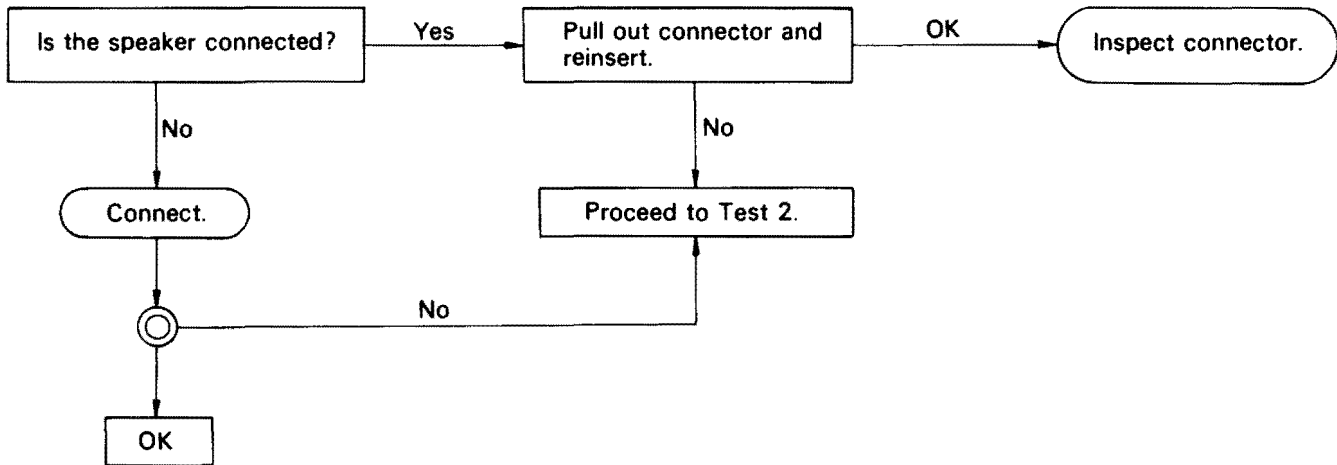 Is the speaker connected?
Yes
Pull out connector and
reinsert.
OK
Inspect connector.
No
No
Connect.
Proceed to Test 2.
No
OK